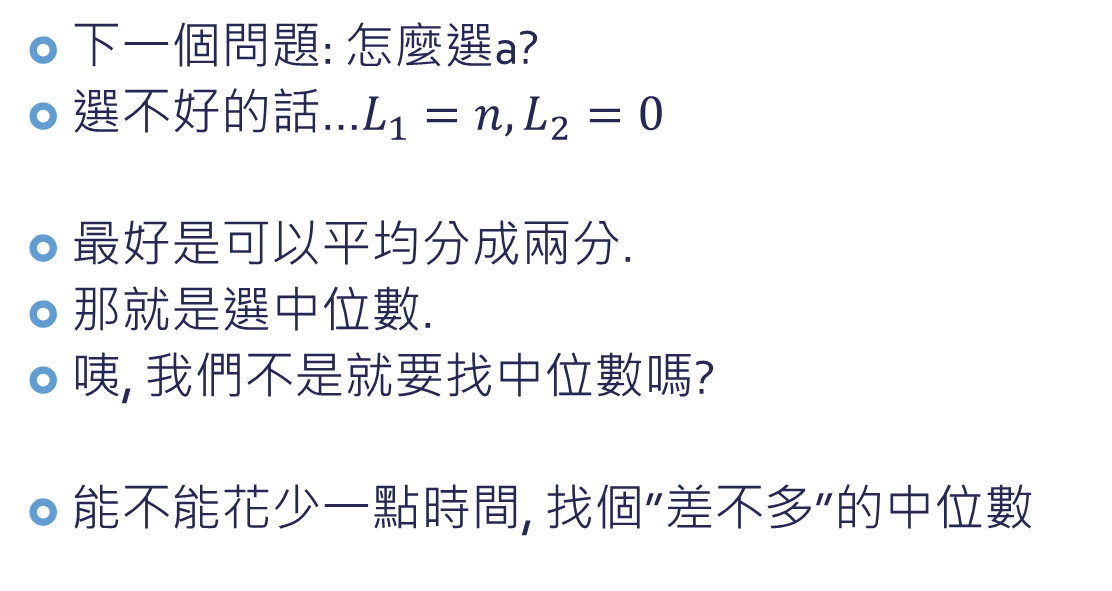 下一個問題: 怎麼選a?
選不好的話…L₁ = n, L₂ = 0
最好是可以平均分成兩分.
那就是選中位數.
咦, 我們不是就要找中位數嗎?
能不能花少一點時間, 找個"差不多"的中位數